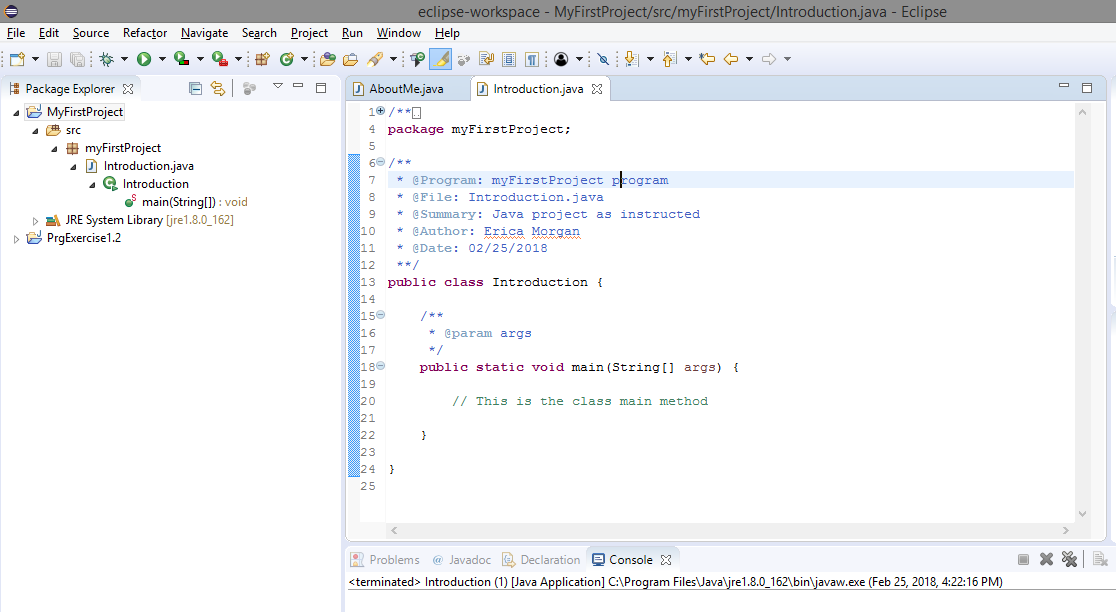 eclipse-workspace - MyFirstProject/src/myFirstProject/Introduction.java - Eclipse
File Edit Source Refactor Navigate Search Project Run Window Help
Package Explorer
MyFirstProject
src
myFirstProject
Introduction.java
Introduction
main(String[]) : void
JRE System Library [jre1.8.0_162]
PrgExercise1.2
AboutMe.java Introduction.java
1 /**
4 package myFirstProject;
5
6 /**
7  * @Program: myFirstProject program
8  * @File: Introduction.java
9  * @Summary: Java project as instructed
10  * @Author: Erica Morgan
11  * @Date: 02/25/2018
12  **/
13 public class Introduction {
14
15     /**
16      * @param args
17      */
18     public static void main(String[] args) {
19
20         // This is the class main method
21
22     }
23
24 }
25
Problems @ Javadoc Declaration Console
<terminated> Introduction (1) [Java Application] C:\Program Files\Java\jre1.8.0_162\bin\javaw.exe (Feb 25, 2018, 4:22:16 PM)